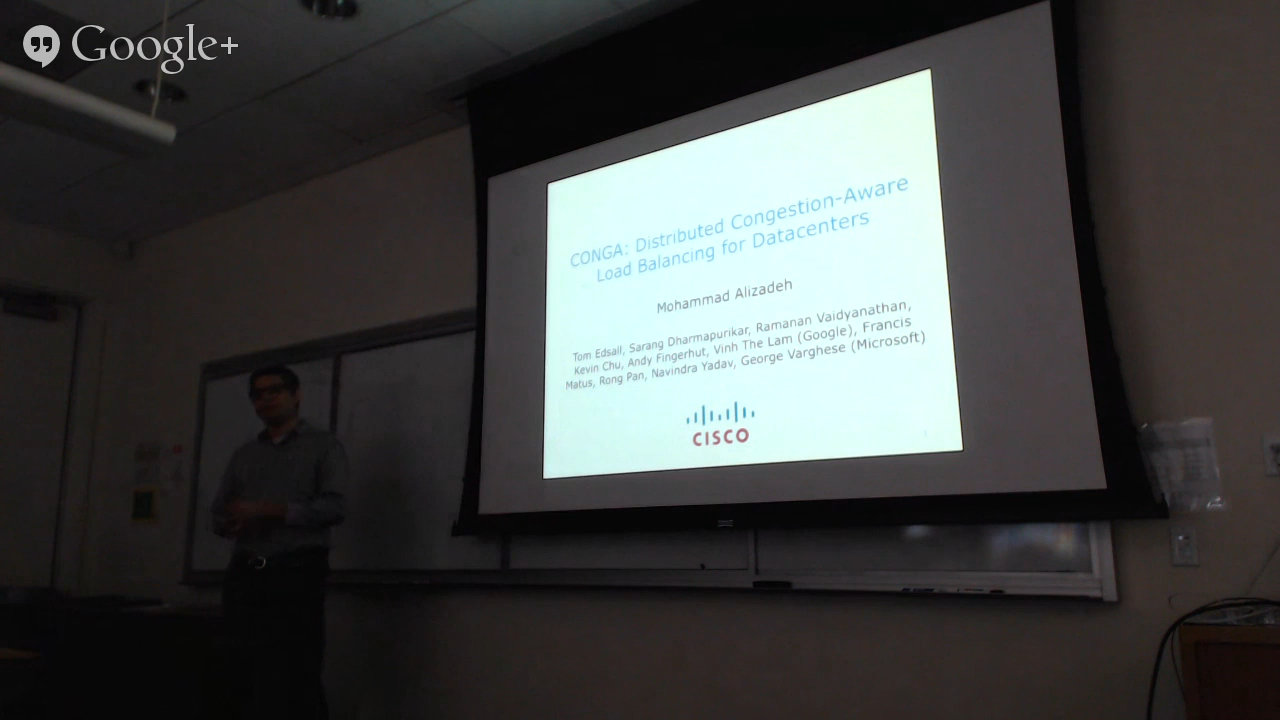 Google+
CONGA: Distributed Congestion-Aware
Load Balancing for Datacenters
Mohammad Alizadeh
Tom Edsall, Sarang Dharmapurikar, Ramanan Vaidyanathan,
Kevin Chu, Andy Fingerhut, Vinh The Lam (Google), Francis
Matus, Rong Pan, Navindra Yadav, George Varghese (Microsoft)
CISCO
1